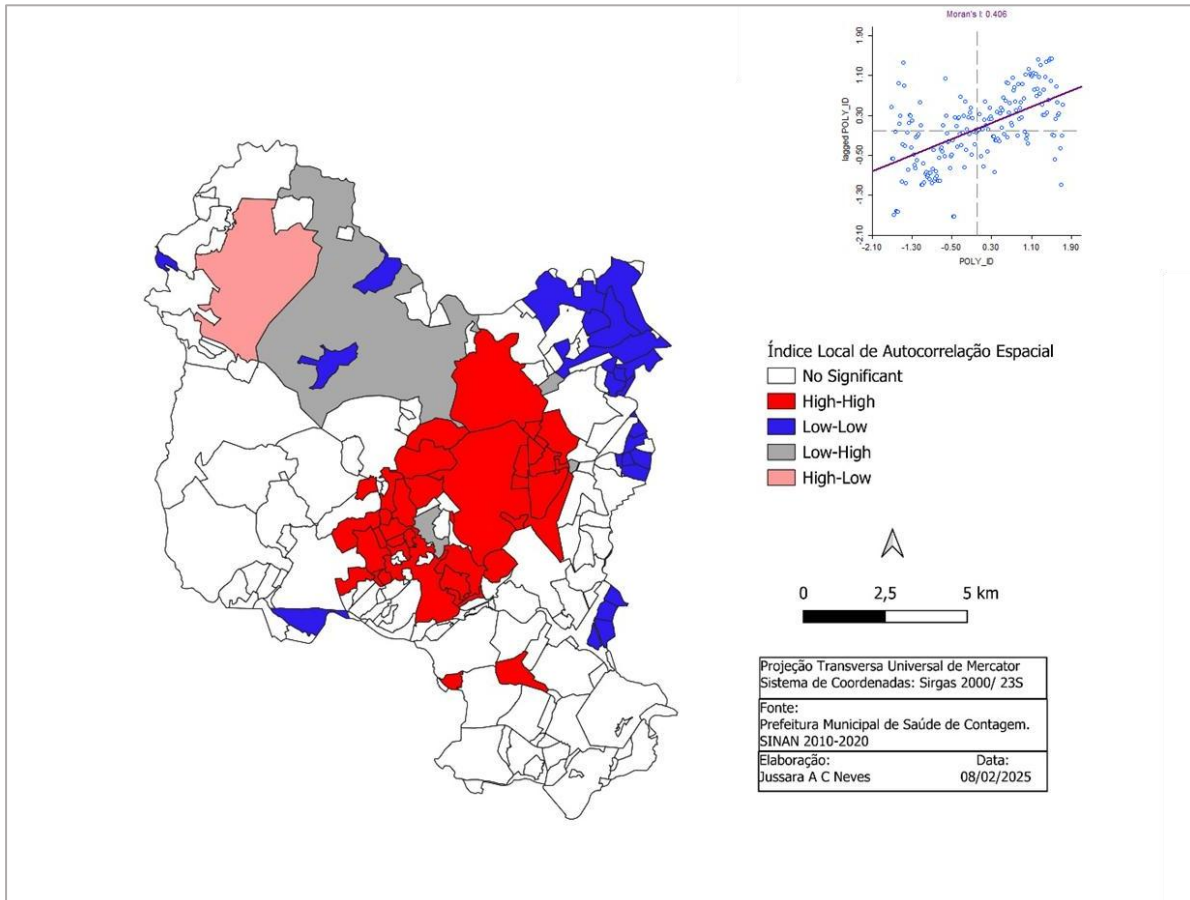 Moran's I: 0.406
1.90
1.10
0.30
-0.50
-1.30
-2.10
lagged POLY_ID
-2.10 -1.30 -0.50 0.30 1.10 1.90
POLY_ID
Índice Local de Autocorrelação Espacial
No Significant
High-High
Low-Low
Low-High
High-Low
0 2,5 5 km
Projeção Transversa Universal de Mercator
Sistema de Coordenadas: Sirgas 2000/ 23S
Fonte:
Prefeitura Municipal de Saúde de Contagem.
SINAN 2010-2020
Elaboração: Data:
Jussara A C Neves 08/02/2025